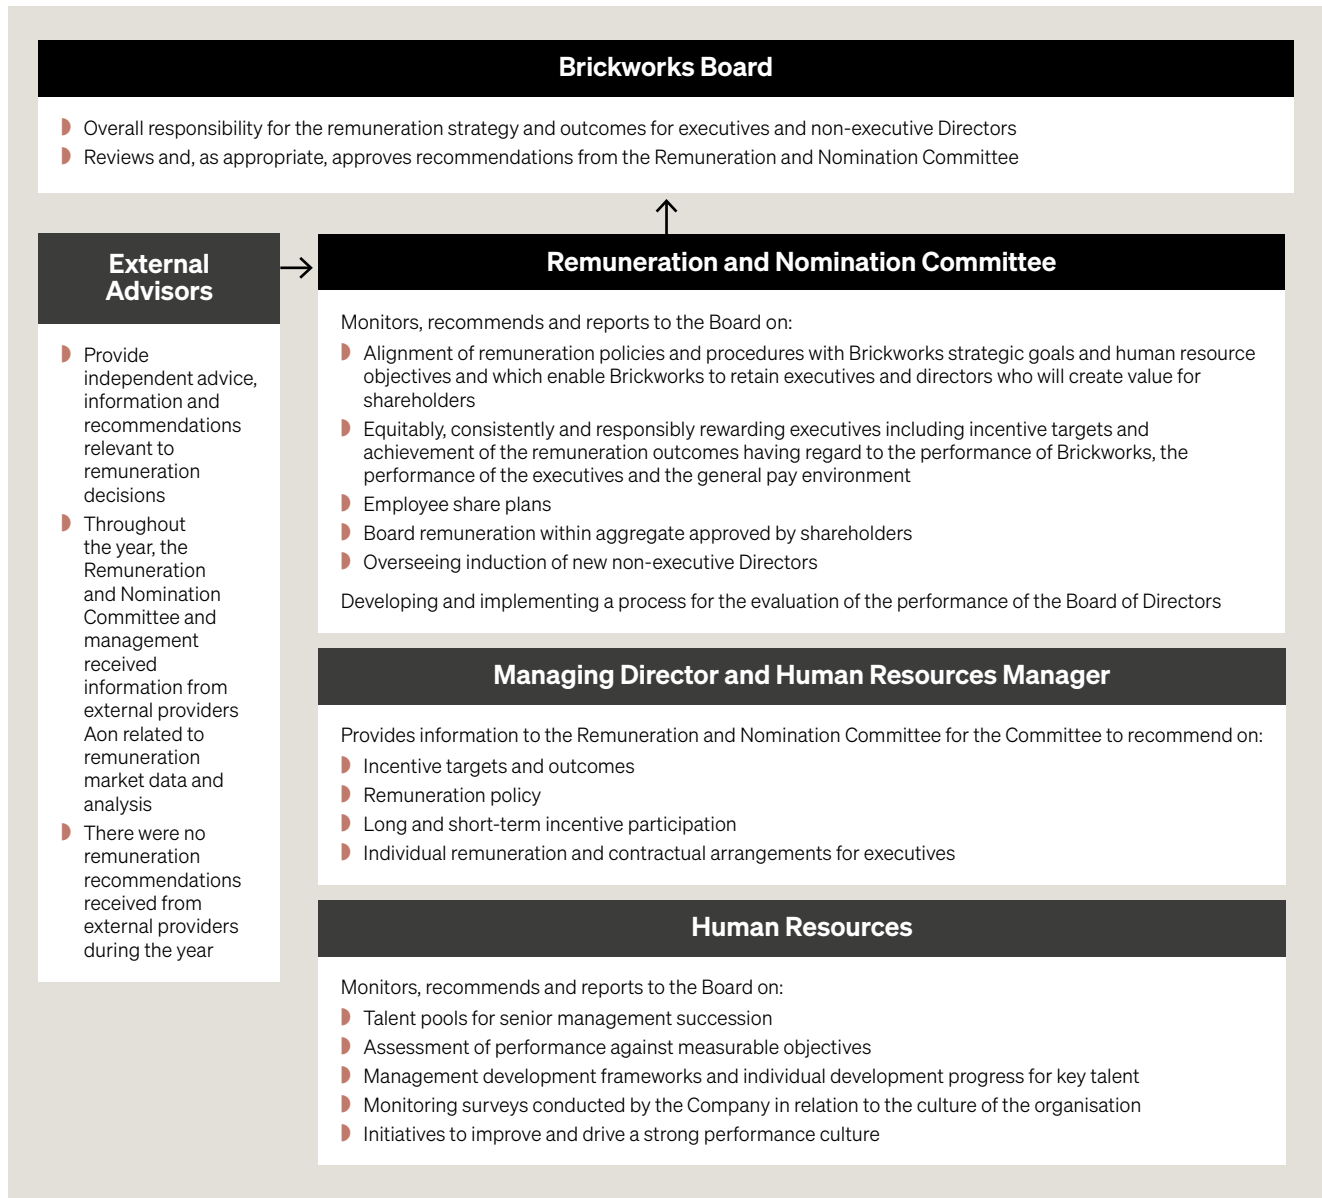 Brickworks Board
Overall responsibility for the remuneration strategy and outcomes for executives and non-executive Directors
Reviews and, as appropriate, approves recommendations from the Remuneration and Nomination Committee
External
Advisors
Provide
independent advice,
information and
recommendations
relevant to
remuneration
decisions
Throughout
the year, the
Remuneration
and Nomination
Committee and
management
received
information from
external providers
Aon related to
remuneration
market data and
analysis
There were no
remuneration
recommendations
received from
external providers
during the year
Remuneration and Nomination Committee
Monitors, recommends and reports to the Board on:
Alignment of remuneration policies and procedures with Brickworks strategic goals and human resource
objectives and which enable Brickworks to retain executives and directors who will create value for
shareholders
Equitably, consistently and responsibly rewarding executives including incentive targets and
achievement of the remuneration outcomes having regard to the performance of Brickworks, the
performance of the executives and the general pay environment
Employee share plans
Board remuneration within aggregate approved by shareholders
Overseeing induction of new non-executive Directors
Developing and implementing a process for the evaluation of the performance of the Board of Directors
Managing Director and Human Resources Manager
Provides information to the Remuneration and Nomination Committee for the Committee to recommend on:
Incentive targets and outcomes
Remuneration policy
Long and short-term incentive participation
Individual remuneration and contractual arrangements for executives
Human Resources
Monitors, recommends and reports to the Board on:
Talent pools for senior management succession
Assessment of performance against measurable objectives
Management development frameworks and individual development progress for key talent
Monitoring surveys conducted by the Company in relation to the culture of the organisation
Initiatives to improve and drive a strong performance culture